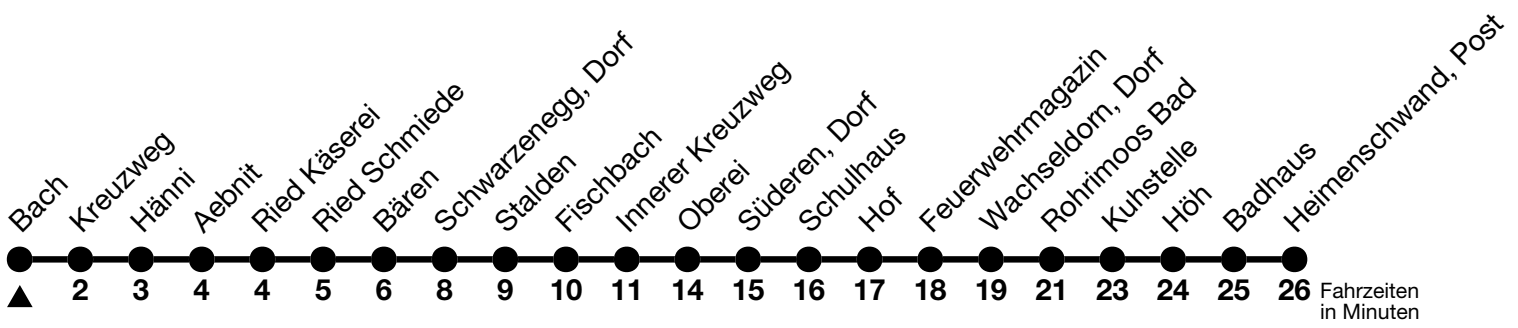 Bach
Kreuzweg
Hänni
Aebnit
Ried Käserei
Ried Schmiede
Bären
Schwarzenegg, Dorf
Stalden
Fischbach
Innerer Kreuzweg
Oberei
Süderen, Dorf
Schulhaus
Hof
Feuerwehrmagazin
Wachseldorn, Dorf
Rohrimoos Bad
Kuhstelle
Höh
Badhaus
Heimenschwand, Post
2 3 4 4 5 6 8 9 10 11 14 15 16 17 18 19 21 23 24 25 26
Fahrzeiten
in Minuten